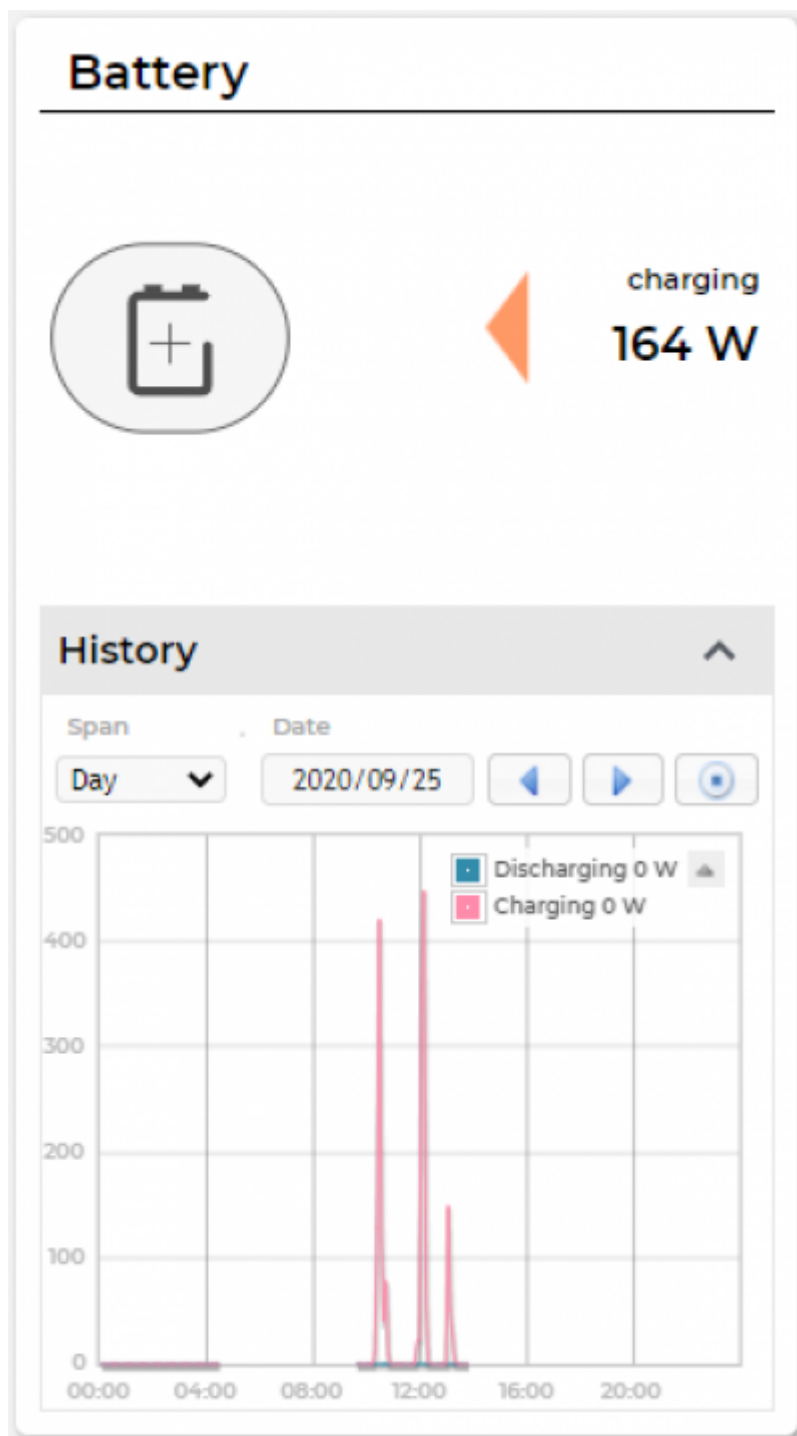 Battery
charging
164 W
History
Span . Date
Day 2020/09/25
500
Discharging 0 W
Charging 0 W
400
300
200
100
0
00:00 04:00 08:00 12:00 16:00 20:00